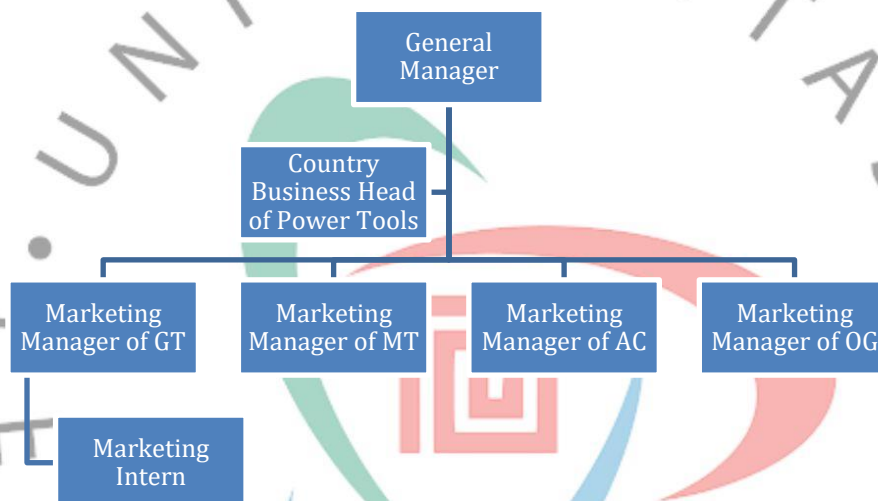 General
Manager
Country
Business Head
of Power Tools
Marketing
Manager of GT
Marketing
Manager of MT
Marketing
Manager of AC
Marketing
Manager of OG
Marketing
Intern